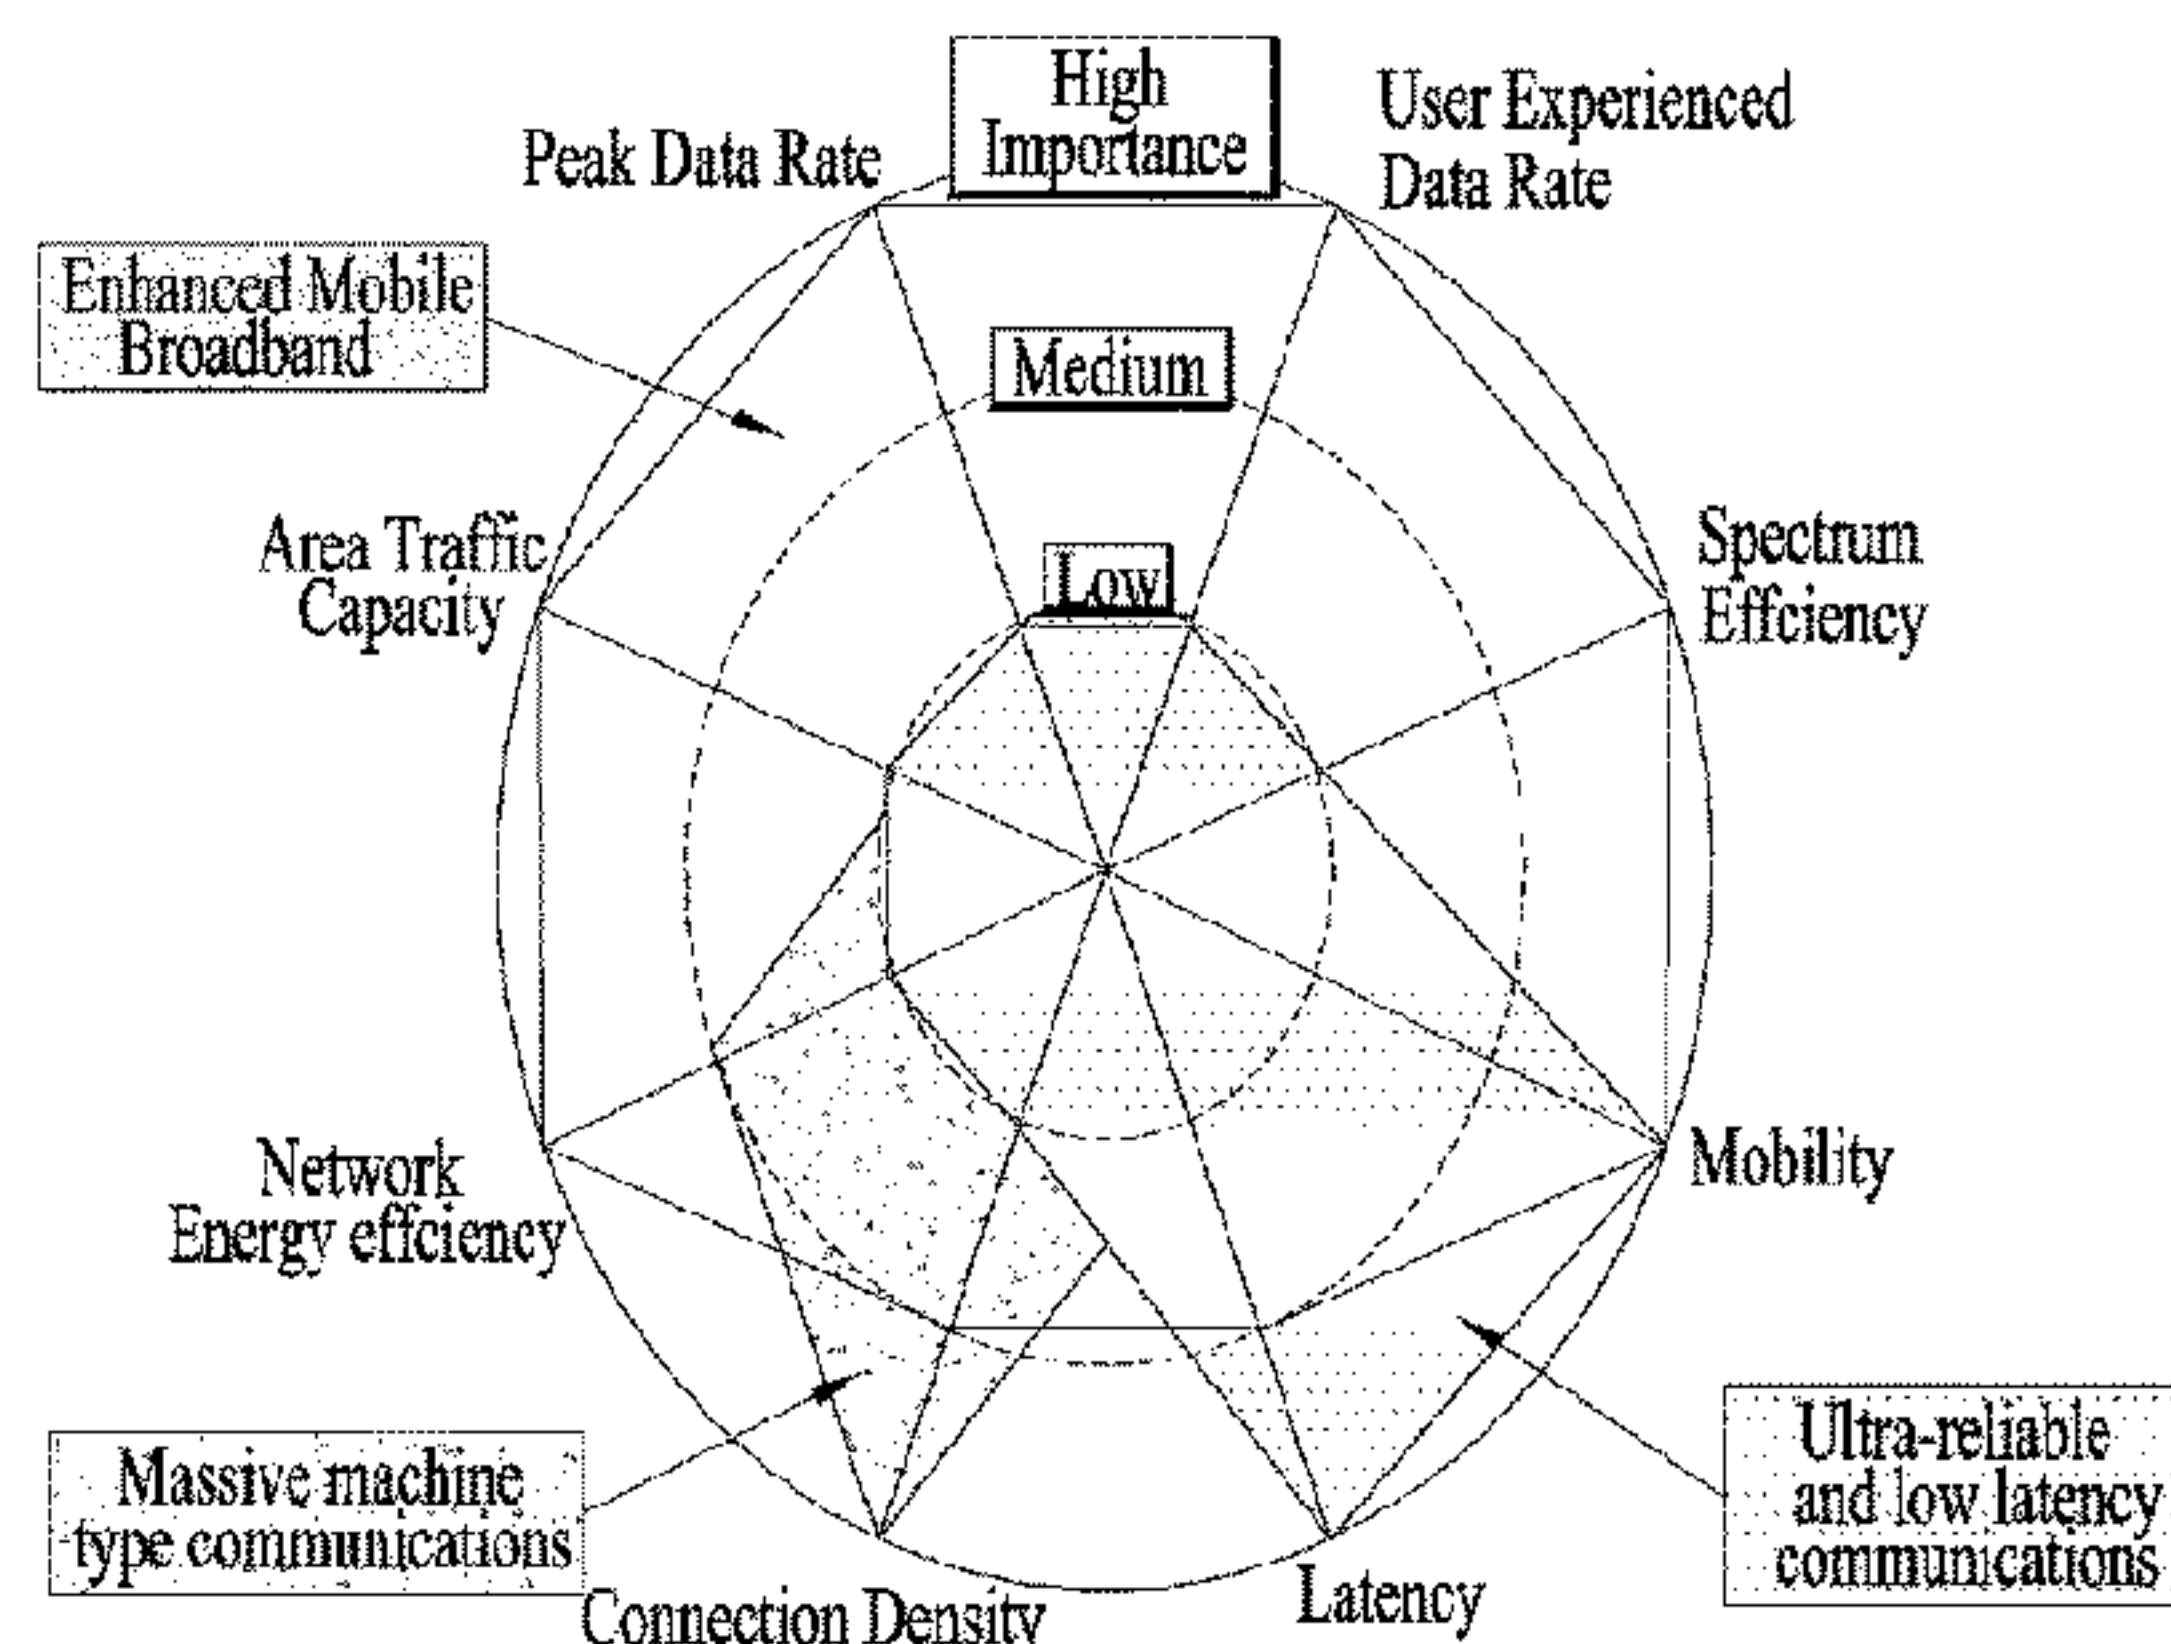 High
Importance
Peak Data Rate
User Experienced
Data Rate
Enhanced Mobile
Broadband
Medium
Area Traffic
Capacity
Low
Spectrum
Effciency
Network
Energy effciency
Mobility
Massive machine
-type communications
Ultra-reliable
and low latency
communications
Connection Density
Latency